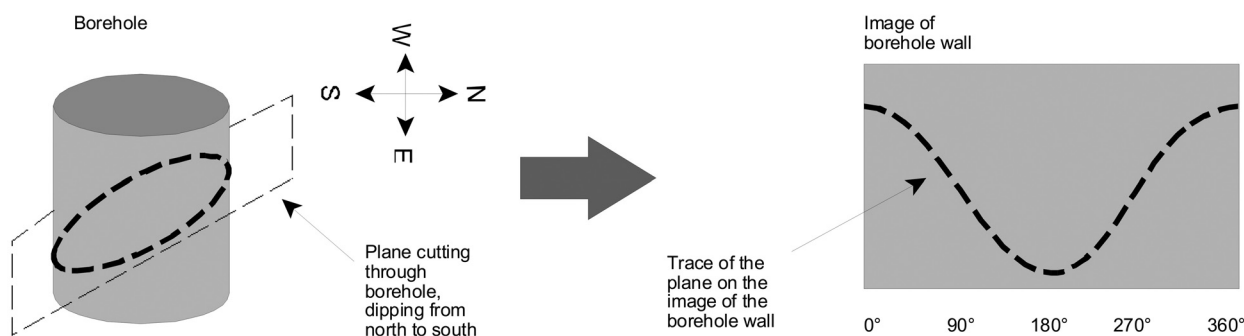 Borehole
W
S
N
E
Plane cutting
through
borehole,
dipping from
north to south
Image of
borehole wall
Trace of the
plane on the
image of the
borehole wall
0° 90° 180° 270° 360°